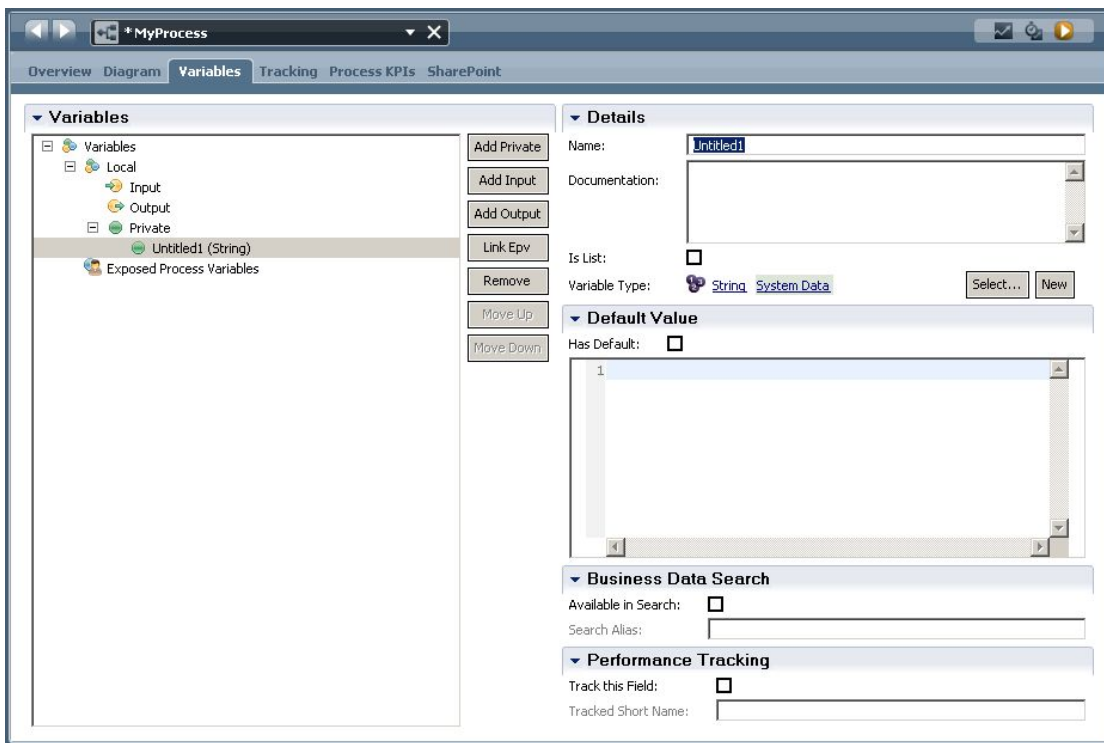 *MyProcess
Overview Diagram Variables Tracking Process KPIs SharePoint
Variables
Variables
Local
Input
Output
Private
Untitled1 (String)
Exposed Process Variables
Add Private
Add Input
Add Output
Link Epv
Remove
Move Up
Move Down
Details
Name: Untitled1
Documentation:
Is List:
Variable Type: String System Data Select... New
Default Value
Has Default:
1
Business Data Search
Available in Search:
Search Alias:
Performance Tracking
Track this Field:
Tracked Short Name: